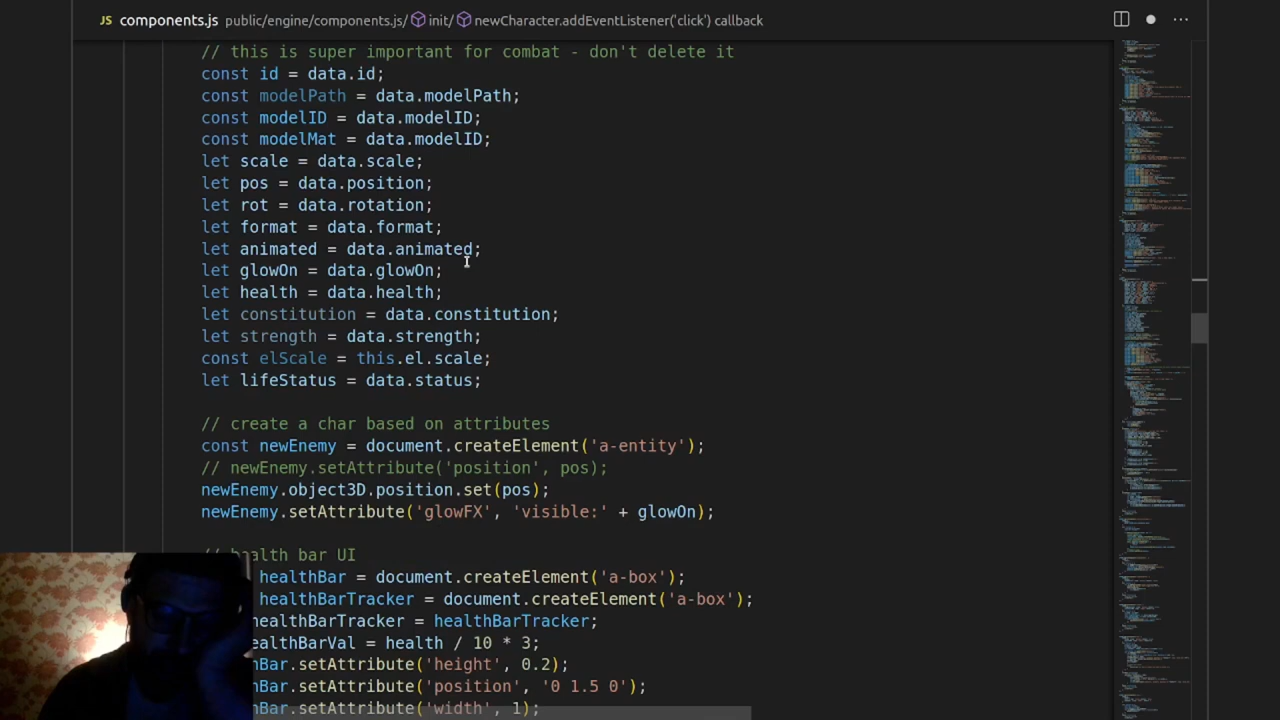 JS components.js public/engine/components.js/ init/ newCharacter.addEventListener('click') callback
// this is super important for combat - don't delete it
const id = data.id;
const modelPath = data.modelPath;
const modelID = data.modelID;
const modelMat = data.modelID;
let scale = data.scale;
let pos = data.position;
let rot = data.rotation;
let format = data.format
let animated = data.animated;
let glowOn = data.glowOn;
let health = data.health;
let constitution = data.constitution;
let strength = data.strength;
const elScale = this.el.scale;
let lifeStatus = data.status;
// create a char based on attributes
const newEnemy = document.createElement('a-entity');
// newEnemy.setAttribute('position', pos);
newEnemy.object3D.position.set(pos);
newEnemy.setAttribute( 'visible:' + glowOn);
// health bar UI
healthBar = document.createElement('a-box');
healthBarTracker = document.createElement('a-box');
healthBarTracker = healthBarTracker;
ealthBarVal = health / 10 * 3;
hBar.setAttribute('height', 0.2);
hBar.setAttribute('position', '0 1.5 0');
hBar.setAttribute('width', 1);